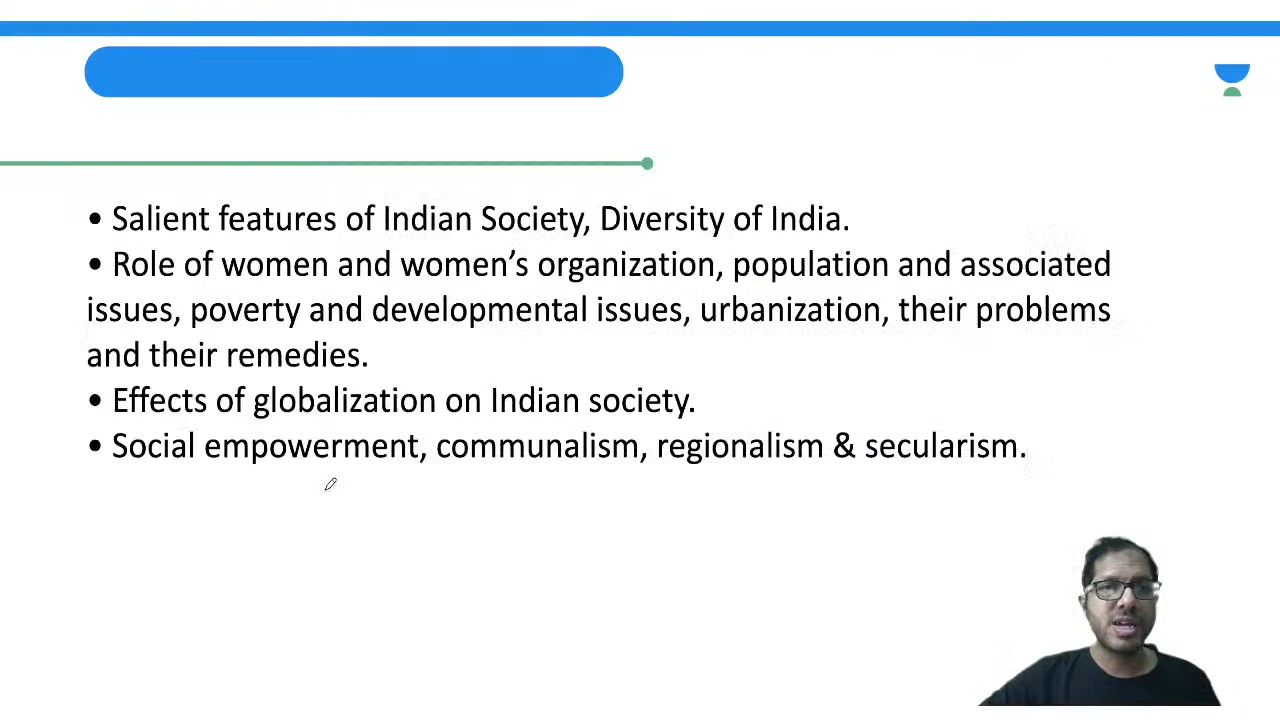 • Salient features of Indian Society, Diversity of India.
• Role of women and women’s organization, population and associated
issues, poverty and developmental issues, urbanization, their problems
and their remedies.
• Effects of globalization on Indian society.
• Social empowerment, communalism, regionalism & secularism.